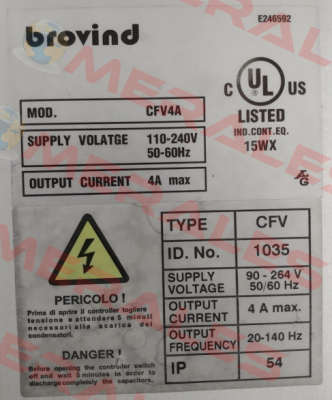 E246592
brovind
MOD. CFV4A
SUPPLY VOLATGE 110-240V
50-60Hz
OUTPUT CURRENT 4A max
C UL US
LISTED
IND.CONT.EQ.
15WX
TYPE CFV
ID. No. 1035
SUPPLY VOLTAGE 90 - 264 V
50/60 Hz
OUTPUT CURRENT 4 A max.
OUTPUT FREQUENCY 20-140 Hz
IP 54
PERICOLO !
Prima di aprire il controller togliere
tensione e attendere 5 minuti
necessari alla scarica dei
condensatori.
DANGER !
Before opening the controller switch
off and wait 5 minutes in order to
discharge completely the capacitors.